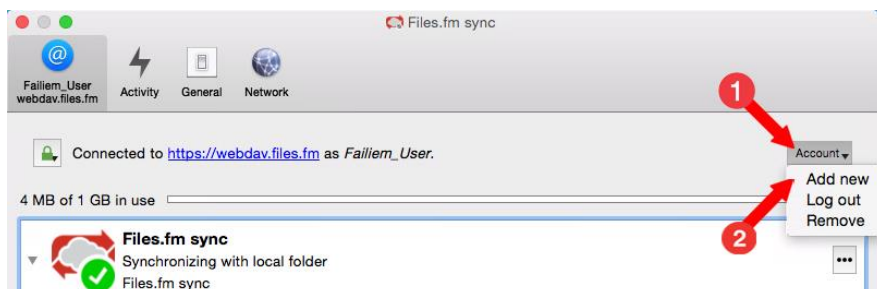 Files.fm sync
Failiem_User
webdav.files.fm
Activity
General
Network
1
Connected to https://webdav.files.fm as Failiem_User.
Account
Add new
Log out
Remove
4 MB of 1 GB in use
2
Files.fm sync
Synchronizing with local folder
Files.fm sync